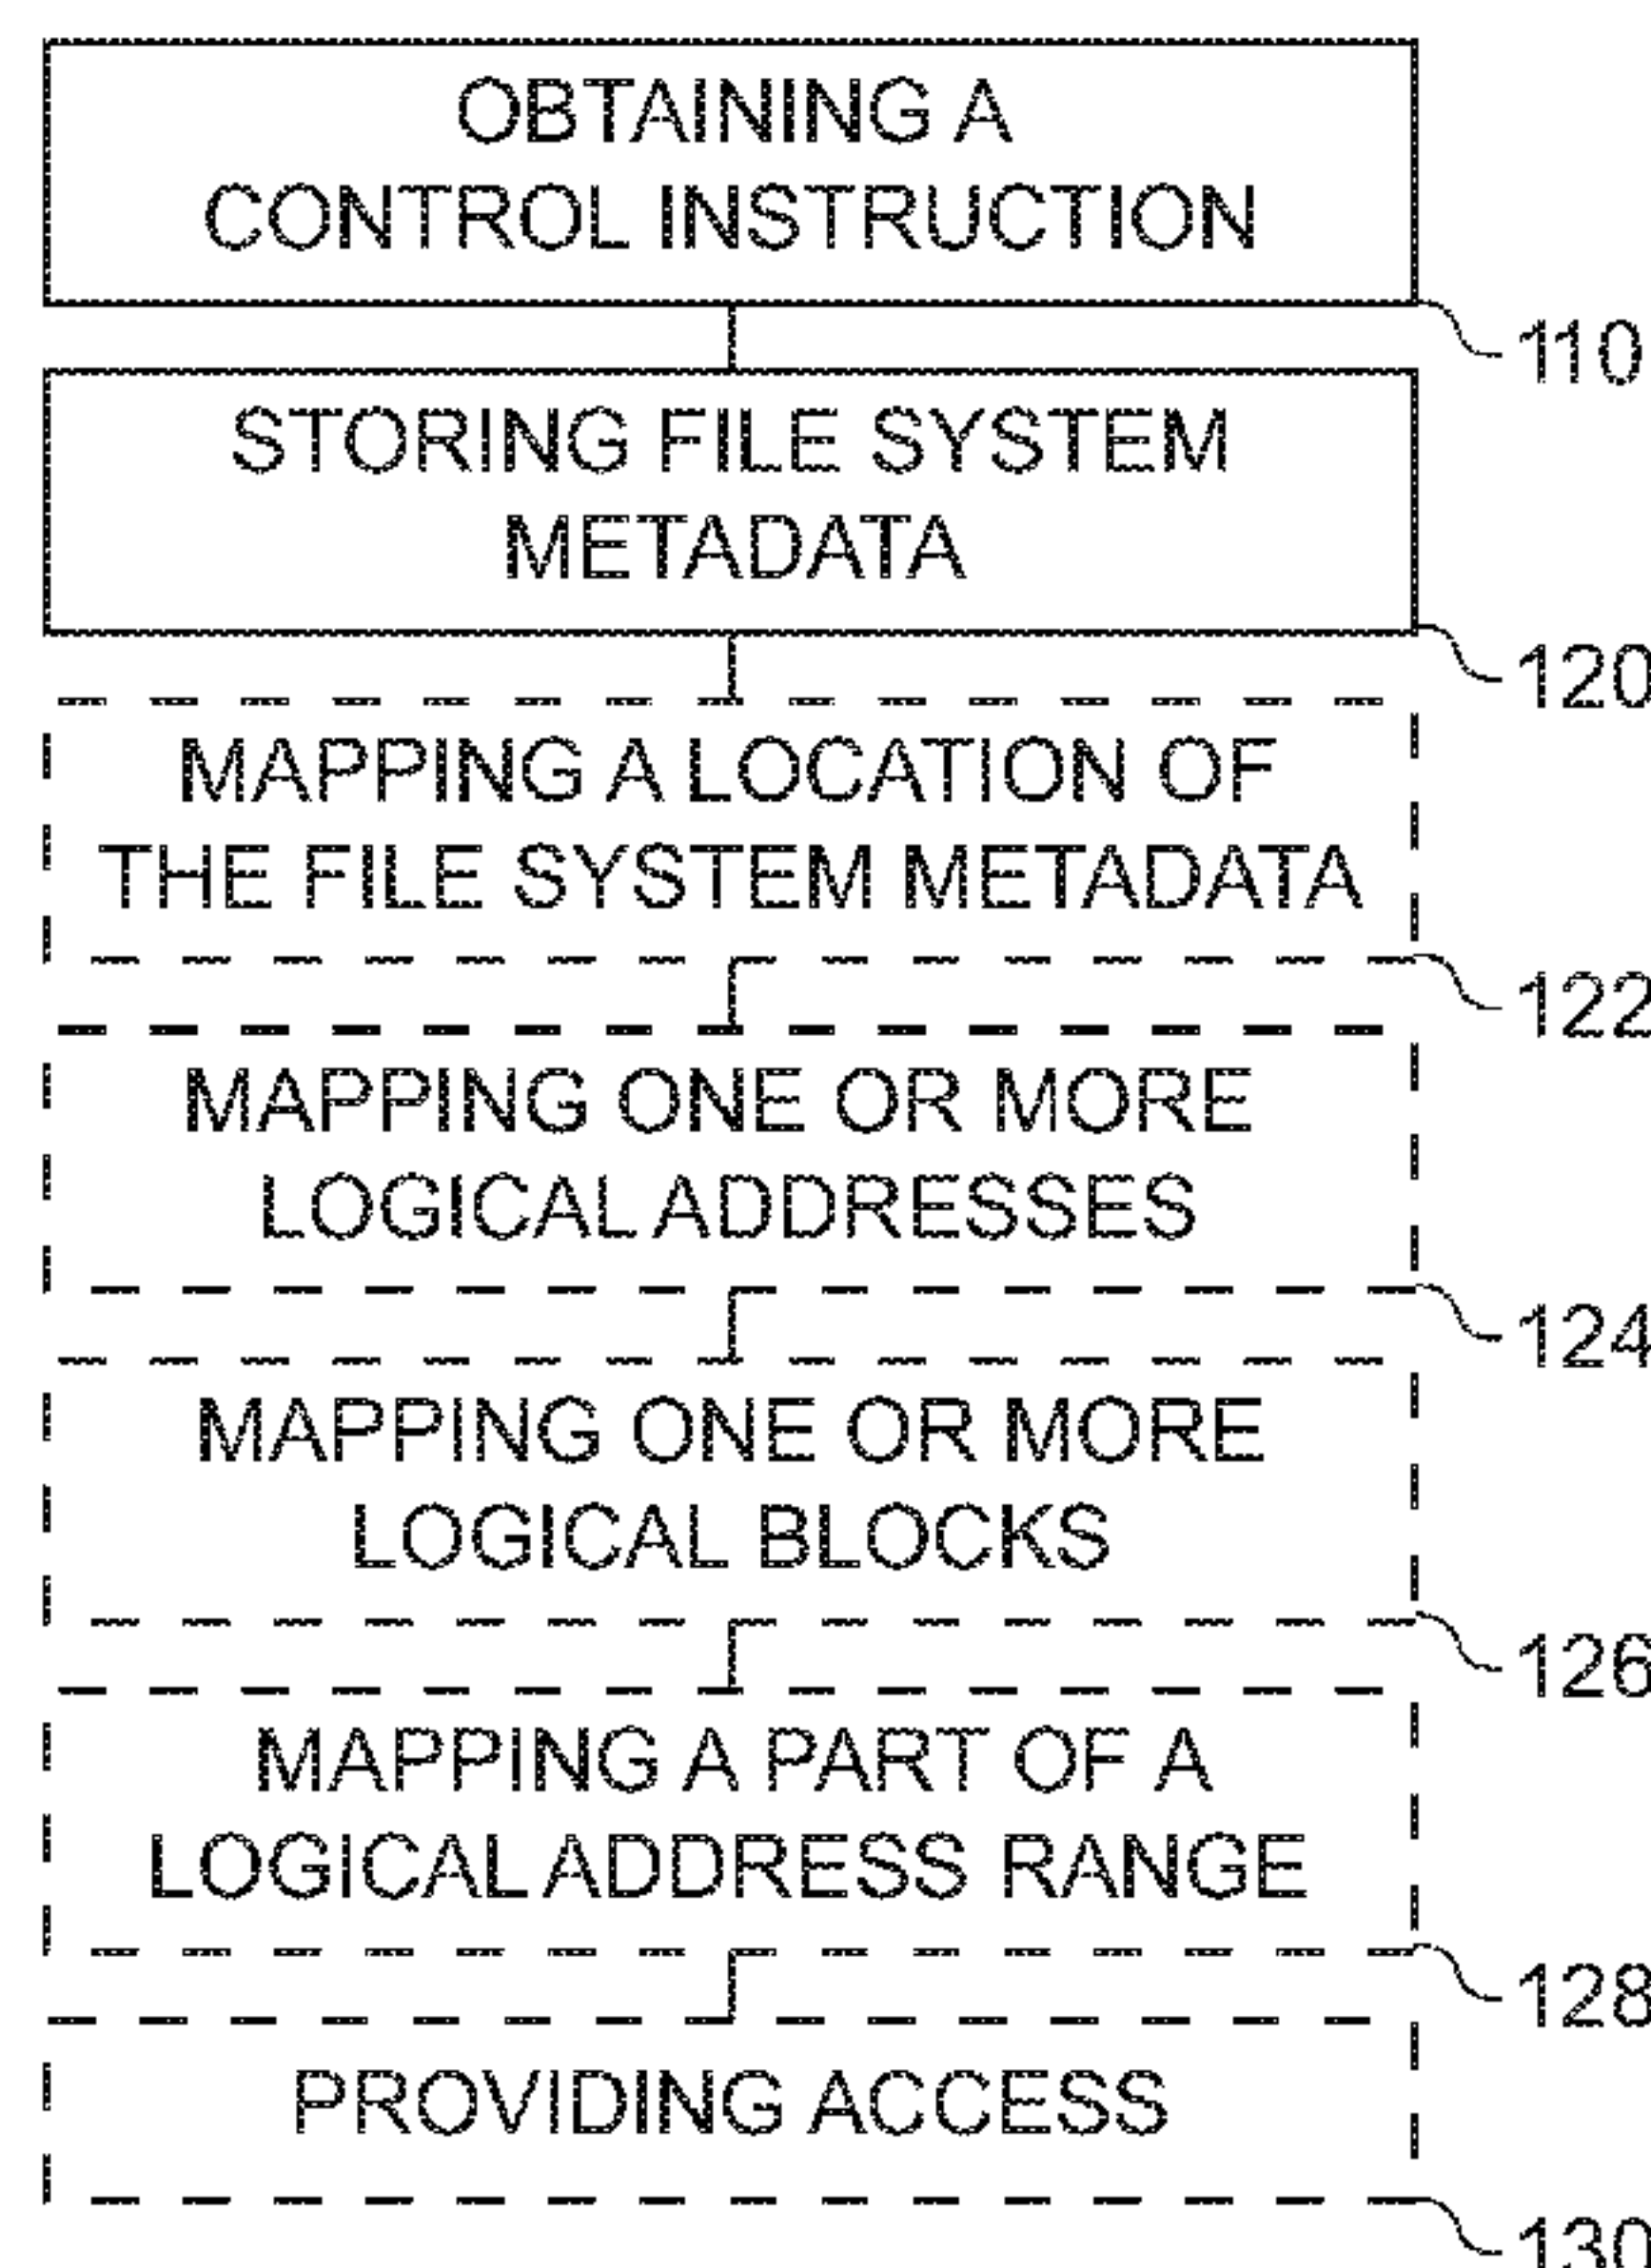 OBTAINING A
CONTROL INSTRUCTION
110
STORING FILE SYSTEM
METADATA
120
MAPPING A LOCATION OF
THE FILE SYSTEM METADATA
122
MAPPING ONE OR MORE
LOGICAL ADDRESSES
124
MAPPING ONE OR MORE
LOGICAL BLOCKS
126
MAPPING A PART OF A
LOGICAL ADDRESS RANGE
128
PROVIDING ACCESS
130